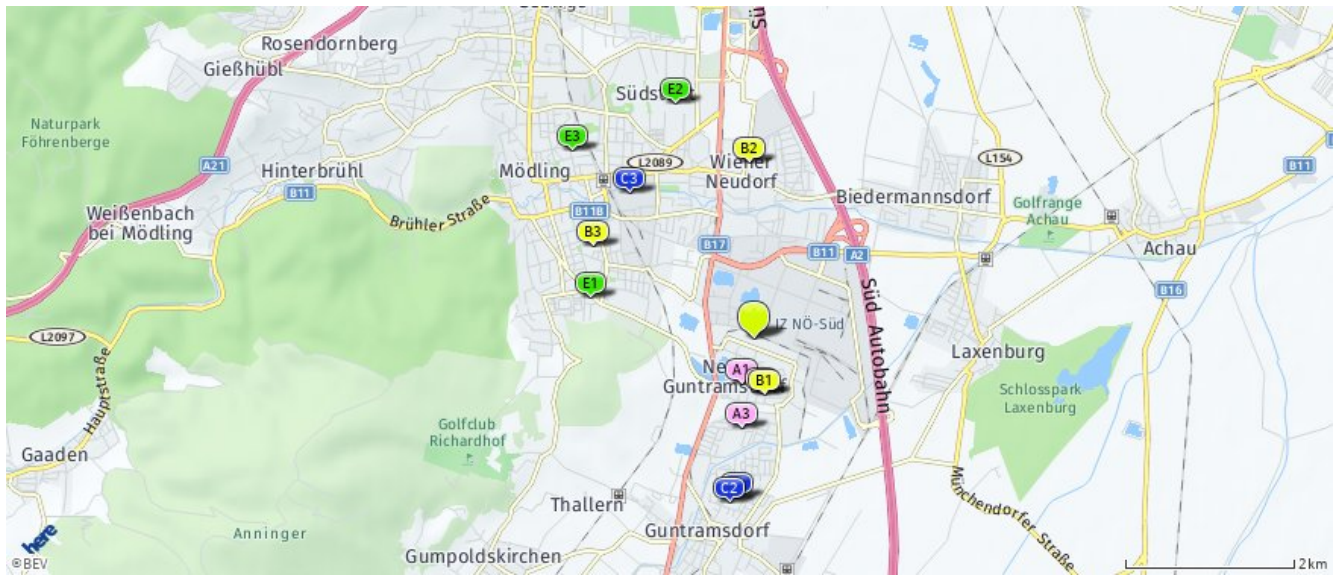 Rosendornberg
Gießhübl
Naturpark
Föhrenberge
A21
Hinterbrühl
B11
Weißenbach
bei Mödling
Brühler Straße
L2097
Hauptstraße
Gaaden
Anninger
Golfclub
Richardhof
Gumpoldskirchen
Thallern
Guntramsdorf
E2
E3
L2089
Mödling
C3
B11B
B3
E1
B2
Wiener
Neudorf
B17
B11
A2
Süd Autobahn
IZ NÖ-Süd
A1
B1
A3
C2
L154
B11
Biedermannsdorf
Golfrange
Achau
Achau
B16
Laxenburg
Schlosspark
Laxenburg
Münchendorfer Straße
here
©BEV
2km